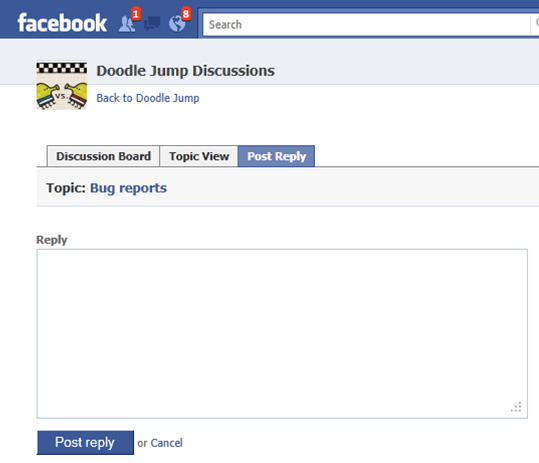 facebook
1
8
Search
VS.
Doodle Jump Discussions
Back to Doodle Jump
Discussion Board
Topic View
Post Reply
Topic: Bug reports
Reply
Post reply or Cancel